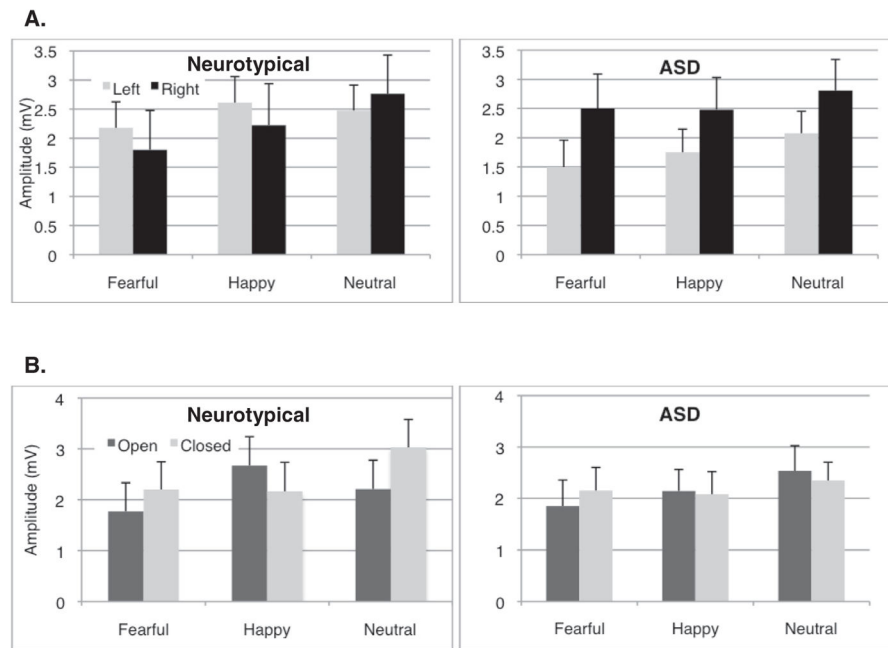 A.
Neurotypical
Left Right
Amplitude (mV)
3.5
3
2.5
2
1.5
1
0.5
0
Fearful Happy Neutral
ASD
3.5
3
2.5
2
1.5
1
0.5
0
Fearful Happy Neutral
B.
Neurotypical
Open Closed
Amplitude (mV)
4
3
2
1
0
Fearful Happy Neutral
ASD
4
3
2
1
0
Fearful Happy Neutral